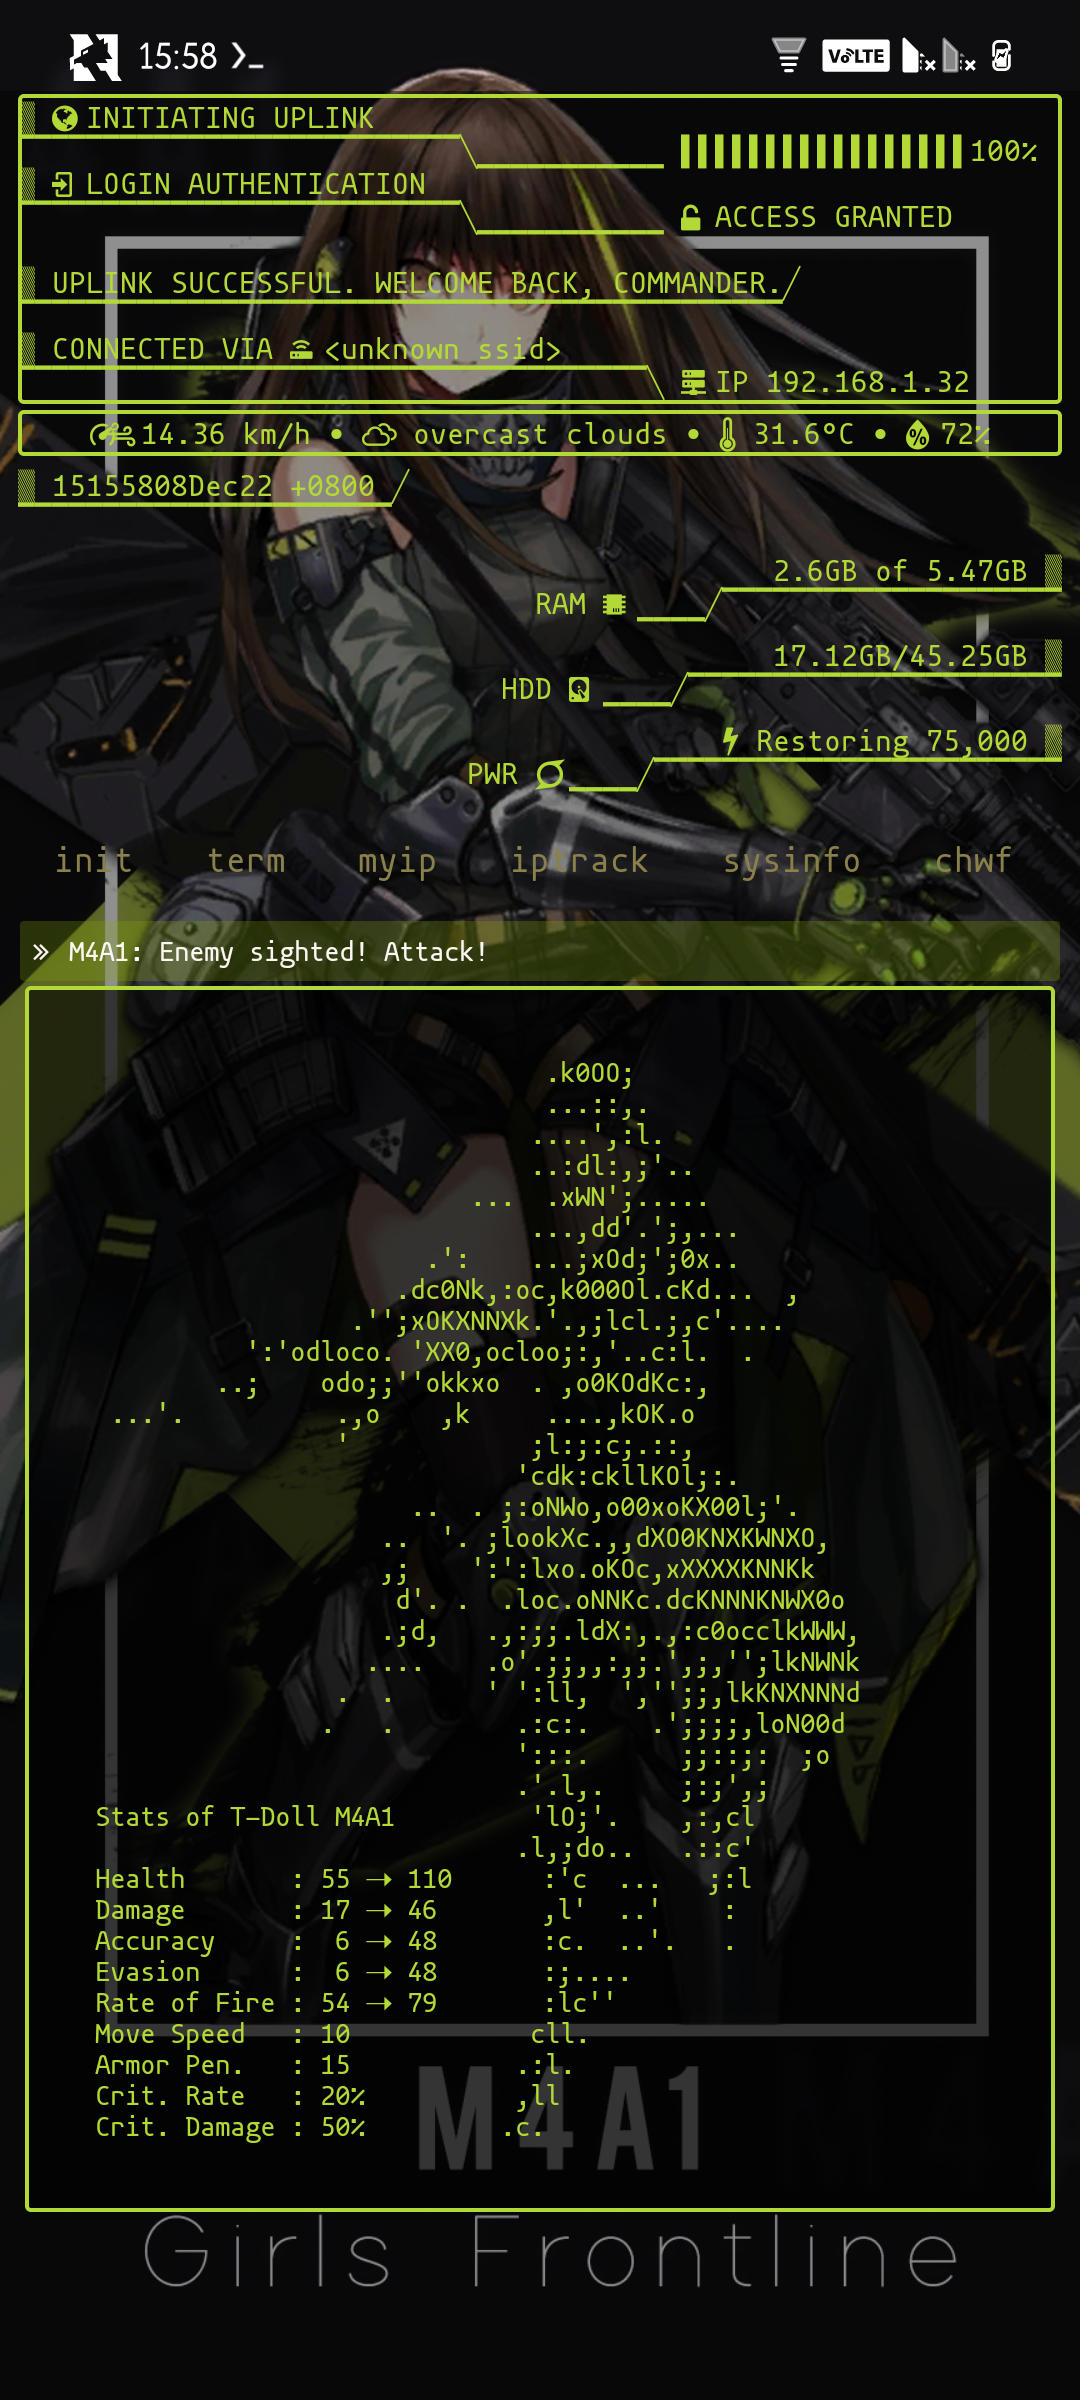 15:58
VoLTE
INITIATING UPLINK
100%
LOGIN AUTHENTICATION
ACCESS GRANTED
UPLINK SUCCESSFUL. WELCOME BACK, COMMANDER.
CONNECTED VIA <unknown ssid>
IP 192.168.1.32
14.36 km/h • overcast clouds • 31.6°C • 72%
15155808Dec22 +0800
2.6GB of 5.47GB
RAM
17.12GB/45.25GB
HDD
Restoring 75,000
PWR
init term myip iptrack sysinfo chwf
» M4A1: Enemy sighted! Attack!
Stats of T-Doll M4A1
Health : 55 → 110
Damage : 17 → 46
Accuracy : 6 → 48
Evasion : 6 → 48
Rate of Fire : 54 → 79
Move Speed : 10
Armor Pen. : 15
Crit. Rate : 20%
Crit. Damage : 50%
M4A1
Girls Frontline